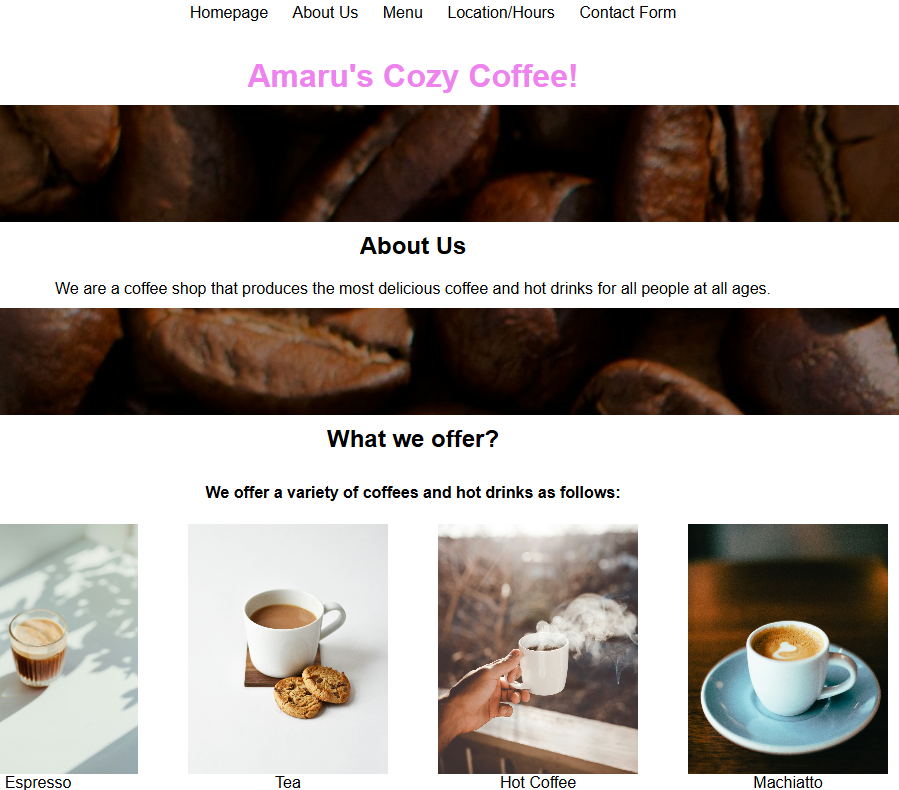 Homepage About Us Menu Location/Hours Contact Form
Amaru's Cozy Coffee!
About Us
We are a coffee shop that produces the most delicious coffee and hot drinks for all people at all ages.
What we offer?
We offer a variety of coffees and hot drinks as follows:
Espresso Tea Hot Coffee Machiatto